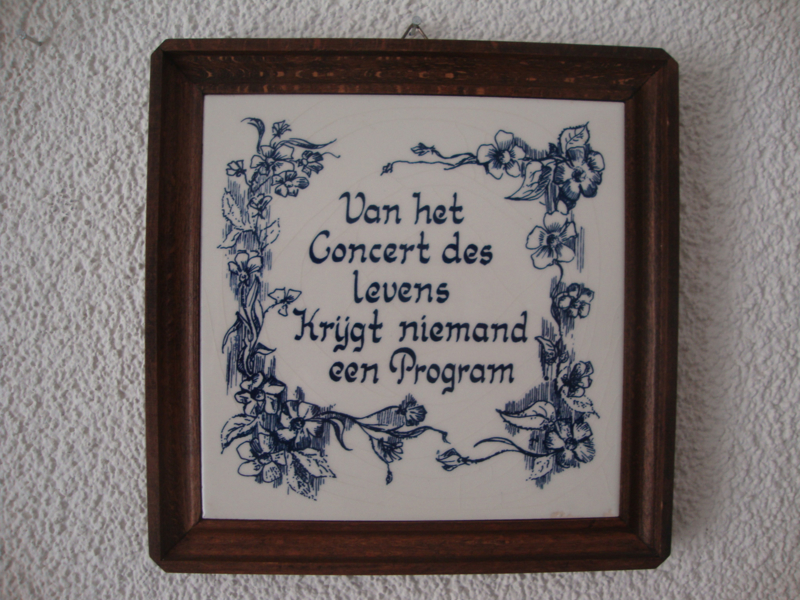 Van het
Concert des
levens
Krijgt niemand
een Program